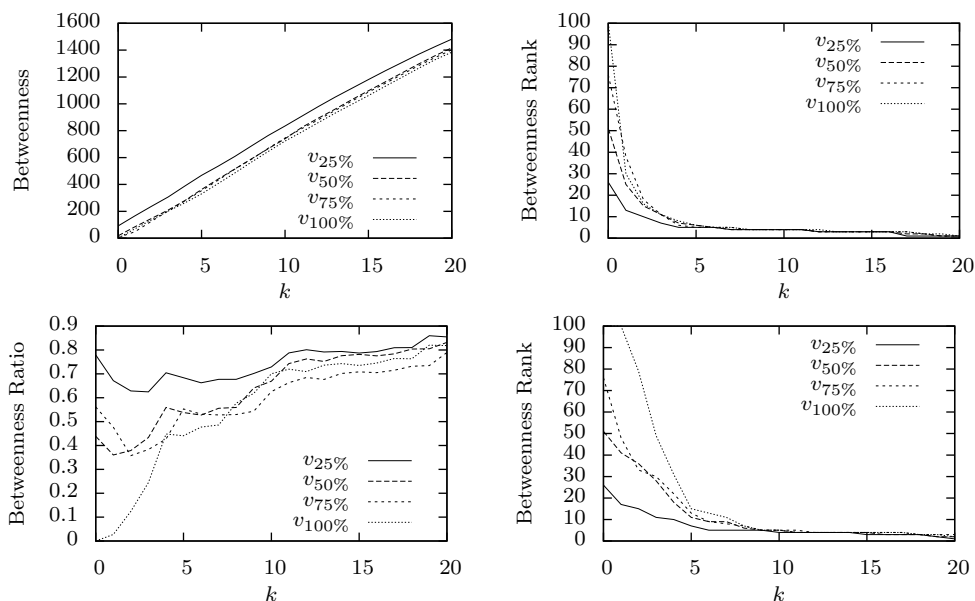 Betweenness
1600
1400
1200
1000
800
600
400
200
0
v25%
v50%
v75%
v100%
0 5 10 15 20
k
Betweenness Rank
100
90
80
70
60
50
40
30
20
10
0
v25%
v50%
v75%
v100%
0 5 10 15 20
k
Betweenness Ratio
0.9
0.8
0.7
0.6
0.5
0.4
0.3
0.2
0.1
0
v25%
v50%
v75%
v100%
0 5 10 15 20
k
Betweenness Rank
100
90
80
70
60
50
40
30
20
10
0
v25%
v50%
v75%
v100%
0 5 10 15 20
k